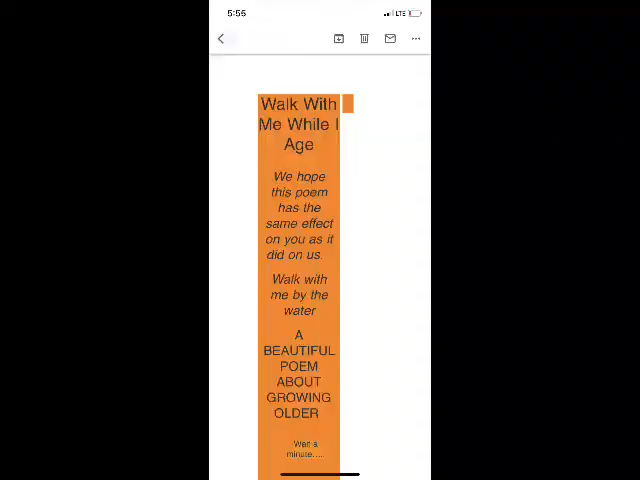 5:55
LTE
Walk With
Me While I
Age
We hope
this poem
has the
same effect
on you as it
did on us.
Walk with
me by the
water
A
BEAUTIFUL
POEM
ABOUT
GROWING
OLDER
Wait a
minute.....